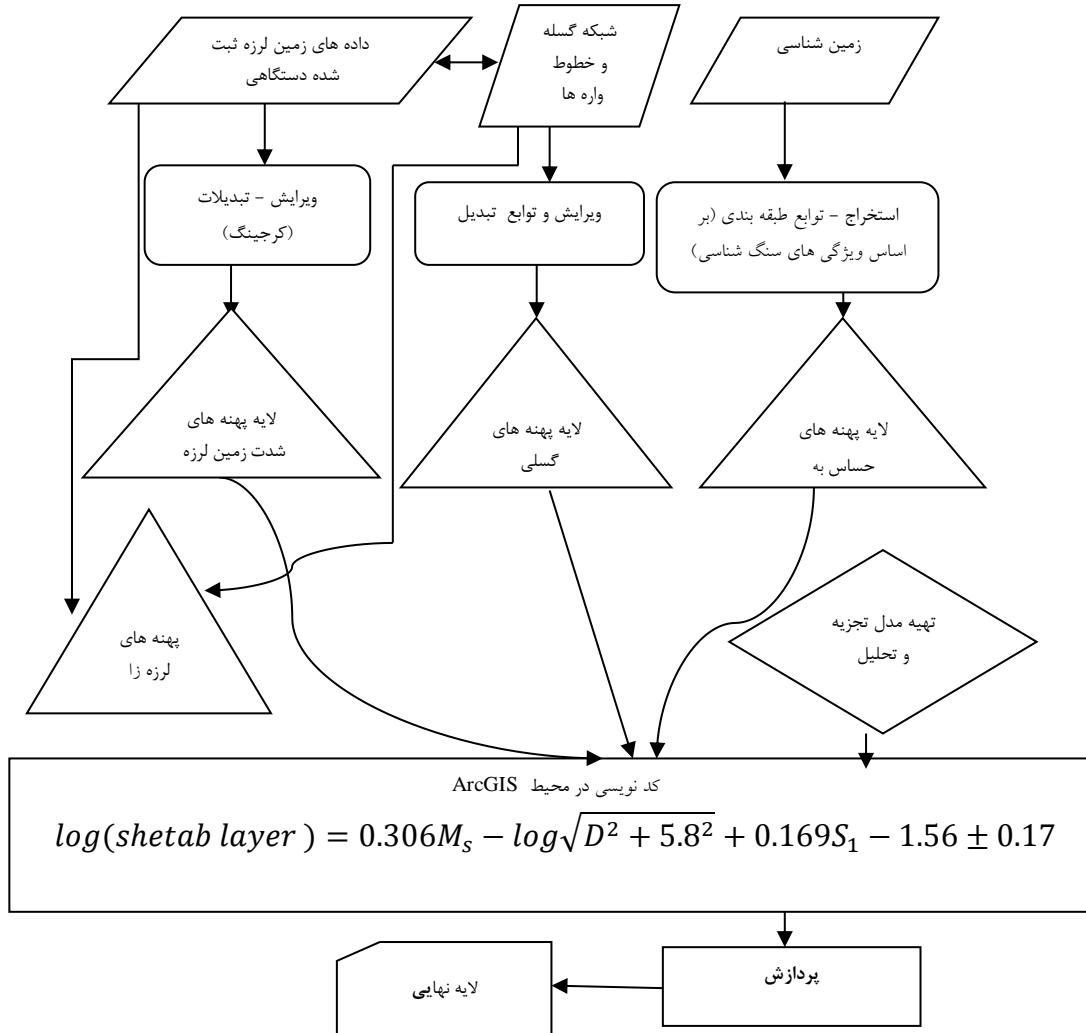 داده های زمین لرزه ثبت
شده دستگاهی
شبکه گسله
و خطوط
واره ها
زمین شناسی
ویرایش – تبدیلات
(کرجینگ)
ویرایش و توابع تبدیل
استخراج – توابع طبقه بندی (بر
اساس ویژگی های سنگ شناسی)
لایه پهنه های
شدت زمین لرزه
لایه پهنه های
گسلی
لایه پهنه های
حساس به
پهنه های
لرزه زا
تهیه مدل تجزیه
و تحلیل
کد نویسی در محیط ArcGIS
log(shetab layer ) = 0.306M_s − log√(D² + 5.8²) + 0.169S_1 − 1.56 ± 0.17
پردازش
لایه نهایی